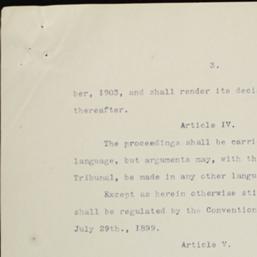 3.
ber, 1903, and shall render its deci
thereafter.
Article IV.
The proceedings shall be carri
language, but arguments may, with th
Tribunal, be made in any other langu
Except as herein otherwise sti
shall be regulated by the Convention
July 29th., 1899.
Article V.